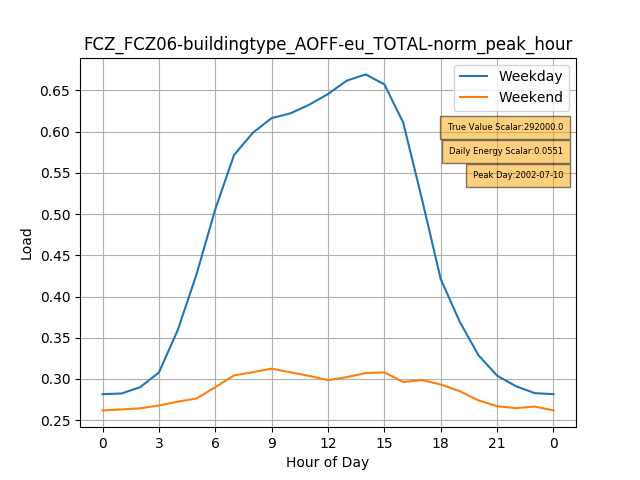 FCZ_FCZ06-buildingtype_AOFF-eu_TOTAL-norm_peak_hour
Weekday
Weekend
True Value Scalar:292000.0
Daily Energy Scalar:0.0551
Peak Day:2002-07-10
Load
0.65
0.60
0.55
0.50
0.45
0.40
0.35
0.30
0.25
0 3 6 9 12 15 18 21 0
Hour of Day